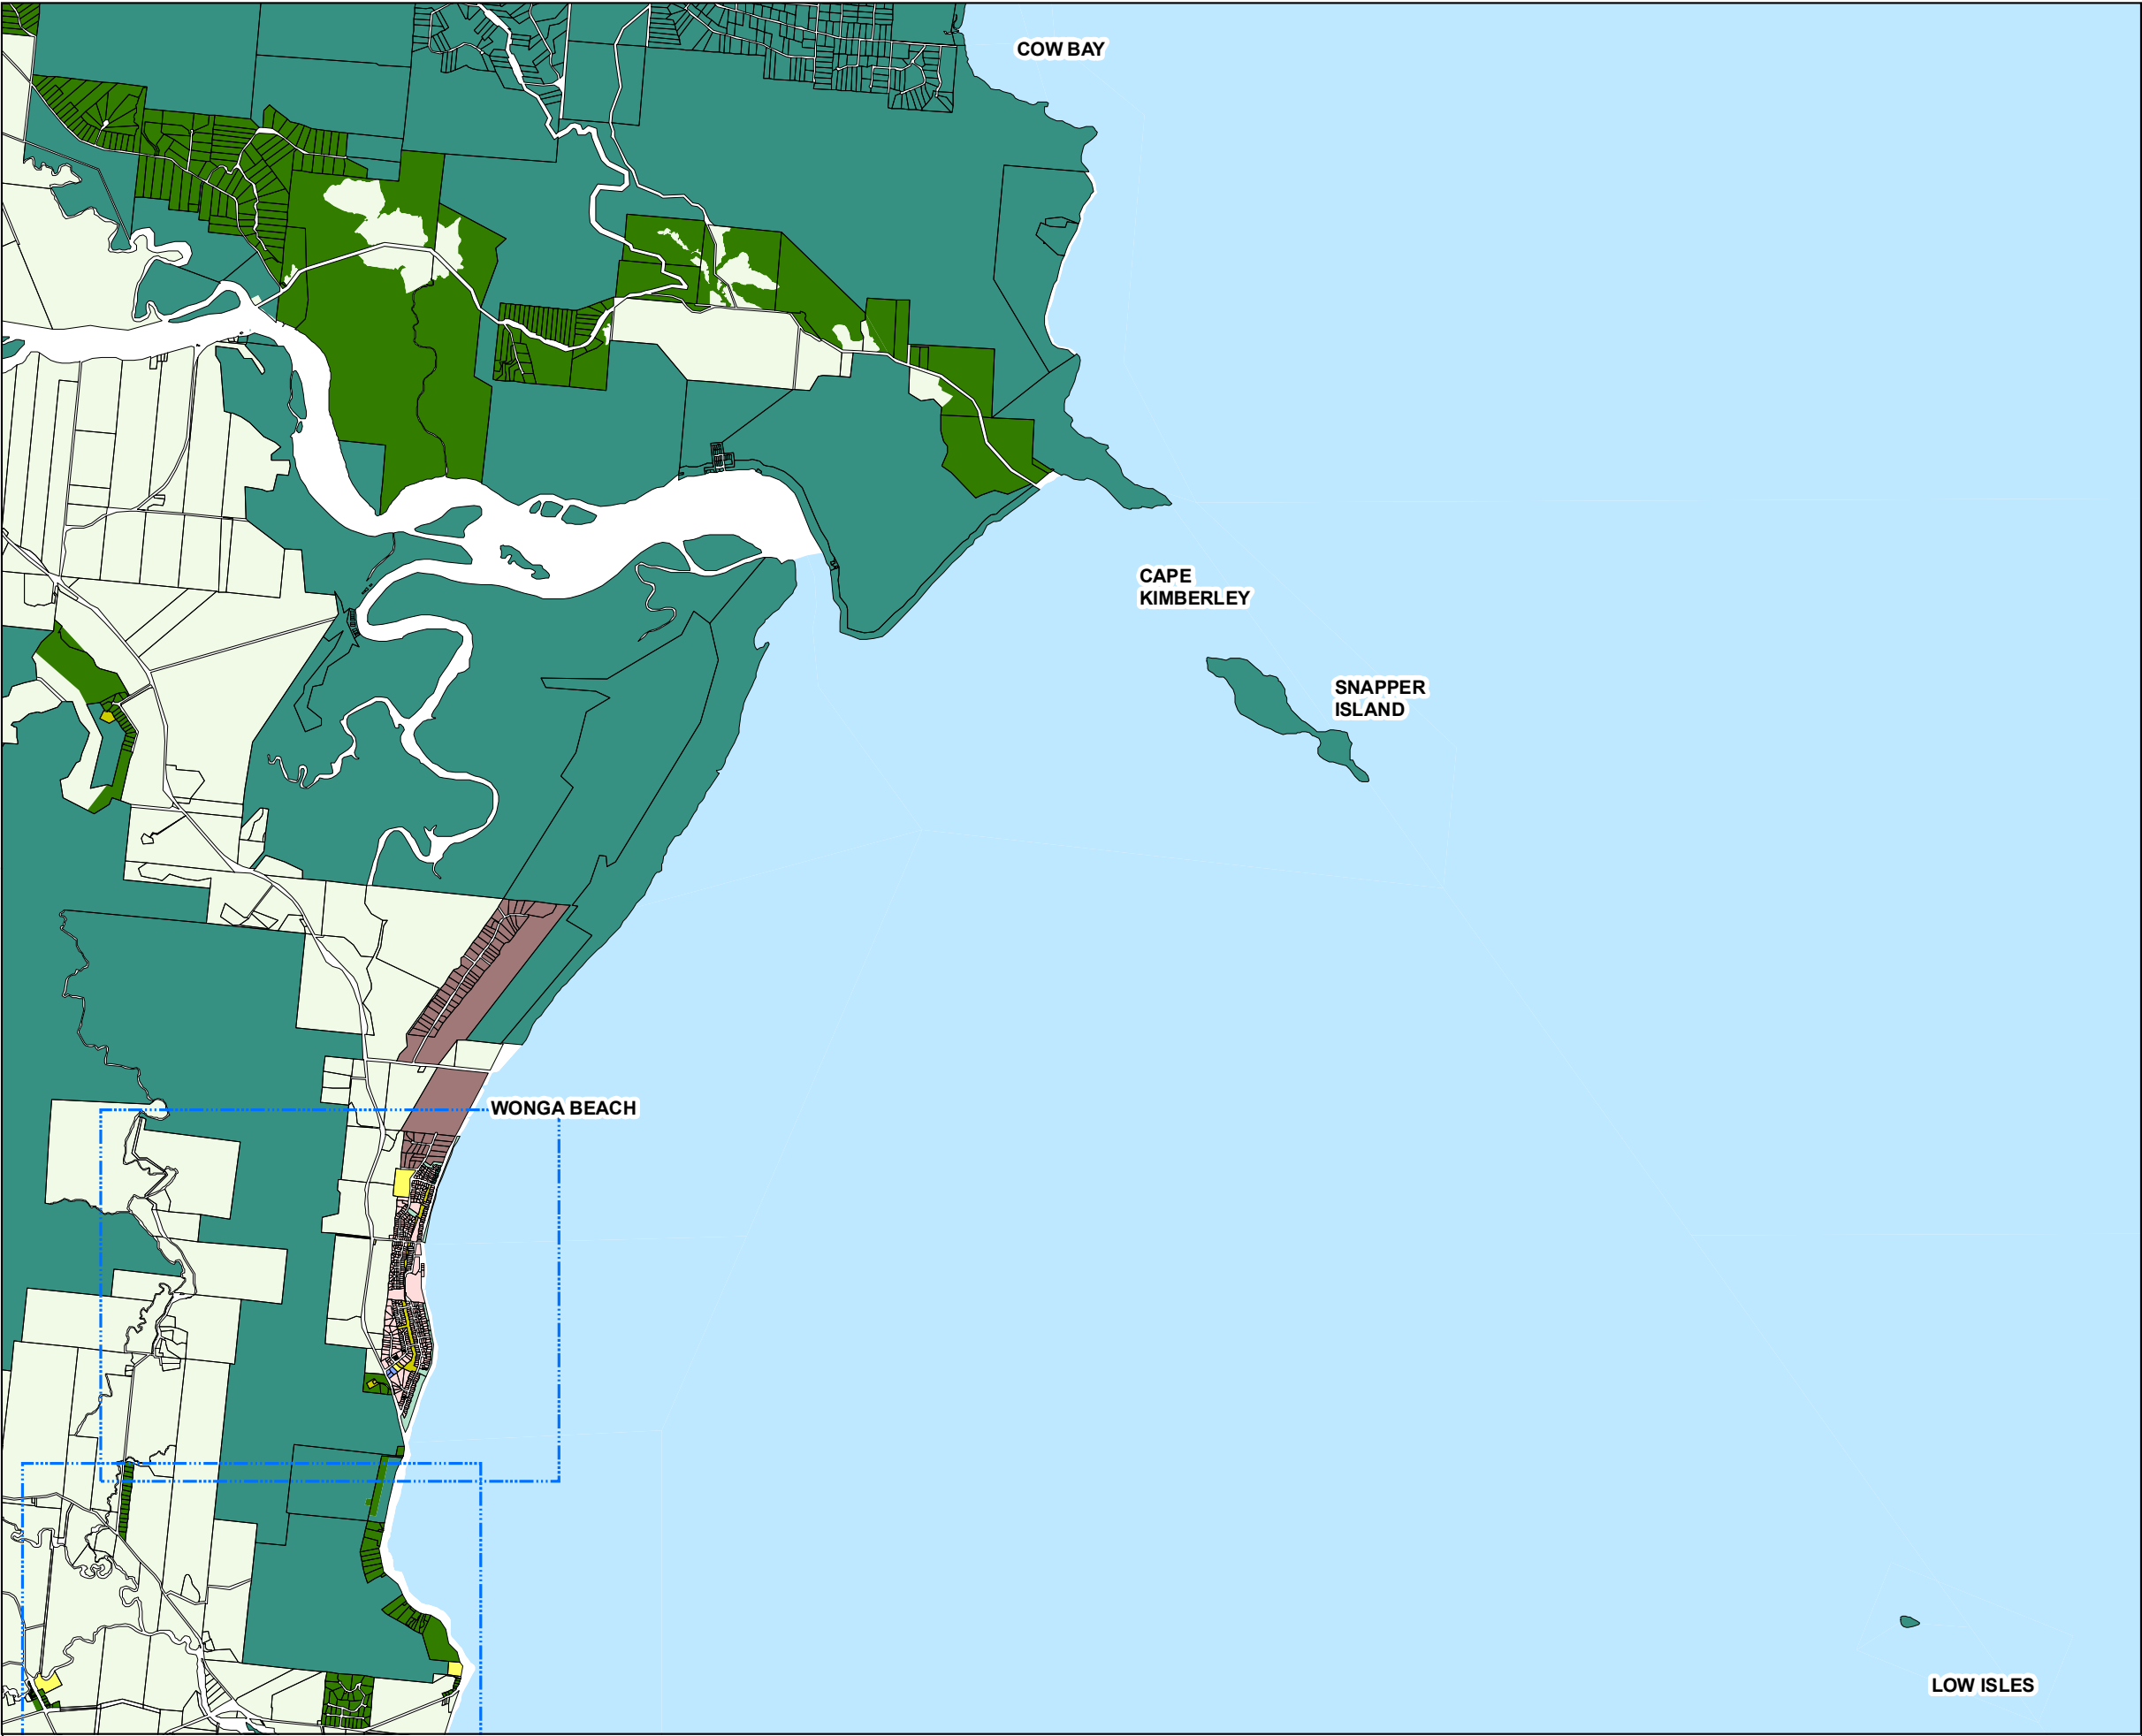 COW BAY
CAPE
KIMBERLEY
SNAPPER
ISLAND
WONGA BEACH
LOW ISLES